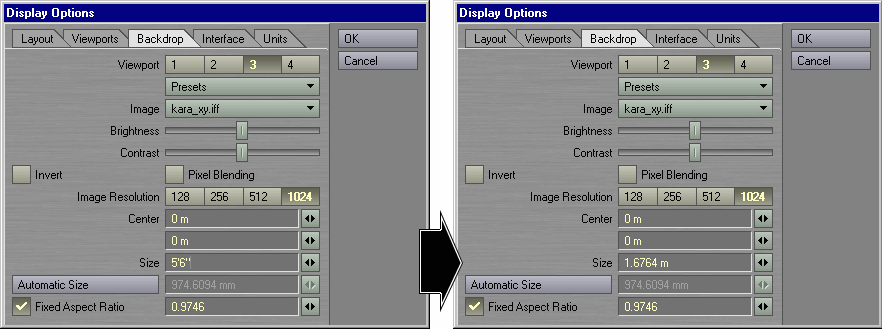 Display Options
Layout Viewports Backdrop Interface Units
OK
Cancel
Viewport 1 2 3 4
Presets
Image kara_xy.iff
Brightness
Contrast
Invert Pixel Blending
Image Resolution 128 256 512 1024
Center 0 m
0 m
Size 5'6"
Automatic Size 974.6094 mm
Fixed Aspect Ratio 0.9746
Display Options
Layout Viewports Backdrop Interface Units
OK
Cancel
Viewport 1 2 3 4
Presets
Image kara_xy.iff
Brightness
Contrast
Invert Pixel Blending
Image Resolution 128 256 512 1024
Center 0 m
0 m
Size 1.6764 m
Automatic Size 974.6094 mm
Fixed Aspect Ratio 0.9746